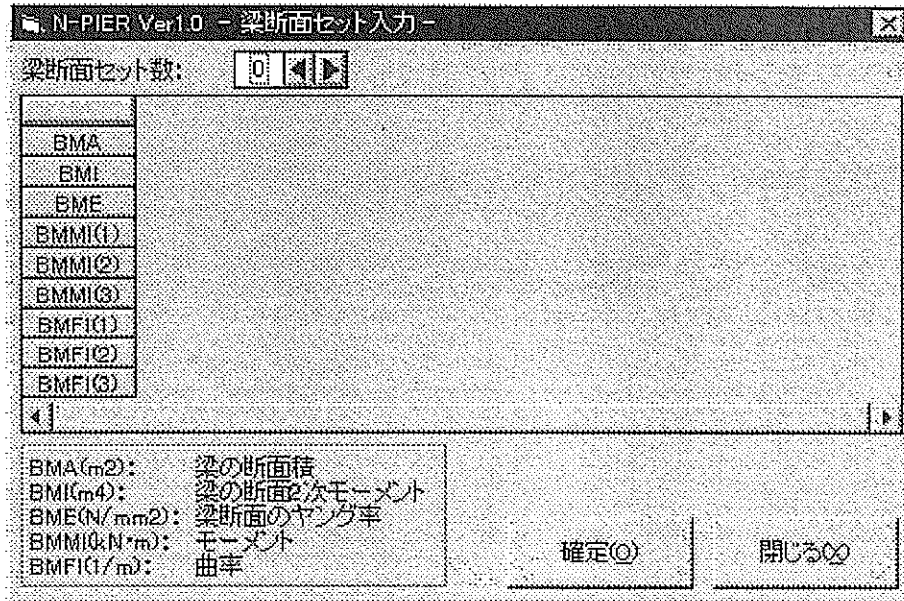 N-PIER Ver1.0 - 梁断面セット入力 -
梁断面セット数: 0
BMA
BMI
BME
BMMI(1)
BMMI(2)
BMMI(3)
BMFI(1)
BMFI(2)
BMFI(3)
BMA(m2): 梁の断面積
BMI(m4): 梁の断面2次モーメント
BME(N/mm2): 梁断面のヤング率
BMMI(kN*m): モーメント
BMFI(1/m): 曲率
確定(O) 閉じる(X)